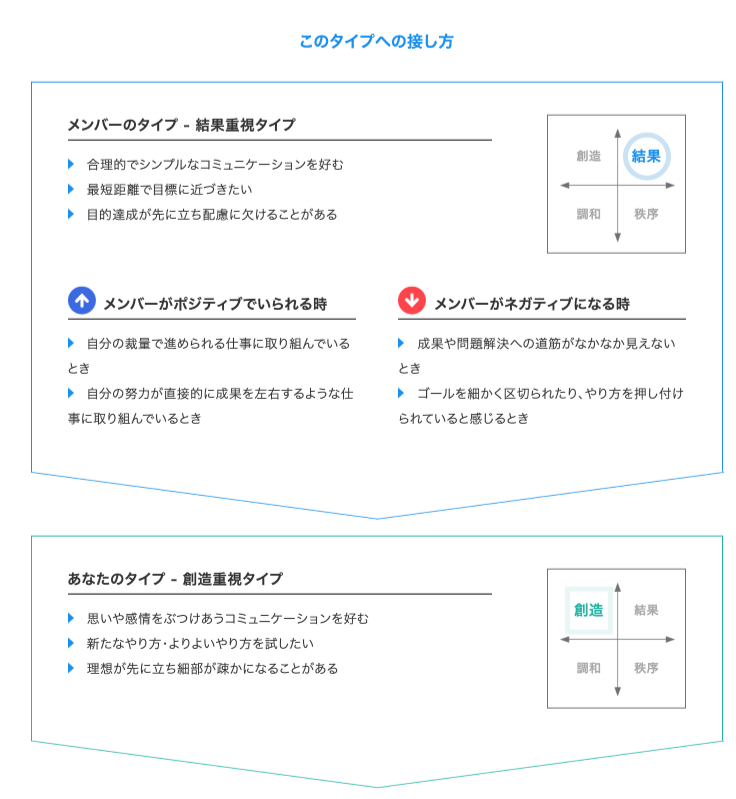 このタイプへの接し方
メンバーのタイプ - 結果重視タイプ
合理的でシンプルなコミュニケーションを好む
最短距離で目標に近づきたい
目的達成が先に立ち配慮に欠けることがある
創造
結果
調和
秩序
メンバーがポジティブでいられる時
自分の裁量で進められる仕事に取り組んでいる
とき
自分の努力が直接的に成果を左右するような仕
事に取り組んでいるとき
メンバーがネガティブになる時
成果や問題解決への道筋がなかなか見えない
とき
ゴールを細かく区切られたり、やり方を押し付け
られていると感じるとき
あなたのタイプ - 創造重視タイプ
思いや感情をぶつけあうコミュニケーションを好む
新たなやり方・よりよいやり方を試したい
理想が先に立ち細部が疎かになることがある
創造
結果
調和
秩序